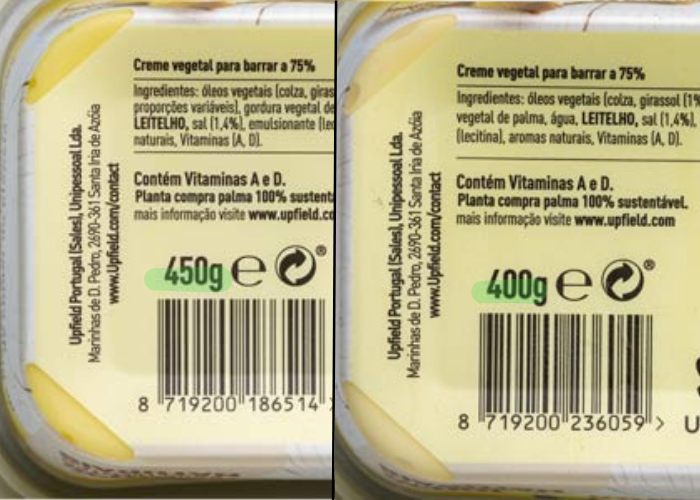 Creme vegetal para barrar a 75%
Ingredientes: óleos vegetais (colza, giras
proporções variáveis), gordura vegetal de
LEITELHO, sal (1,4%), emulsionante (lec
naturais, Vitaminas (A, D).
Contém Vitaminas A e D.
Planta compra palma 100% sustent
mais informação visite www.upfield.co
Upfield Portugal (Sales), Unipessoal Lda.
Marinhas de D. Pedro, 2690-361 Santa Iria de Azóia
www.Upfield.com/contact
450g e ®
8 719200 186514
Creme vegetal para barrar a 75%
Ingredientes: óleos vegetais (colza, girassol (1%
vegetal de palma, água, LEITELHO, sal (1,4%),
(lecitina), aromas naturais, Vitaminas (A, D).
Contém Vitaminas A e D.
Planta compra palma 100% sustentável.
mais informação visite www.upfield.com
Upfield Portugal (Sales), Unipessoal Lda.
Marinhas de D. Pedro, 2690-361 Santa Iria de Azóia
www.Upfield.com/contact
400g e ®
8 719200 236059 >
U